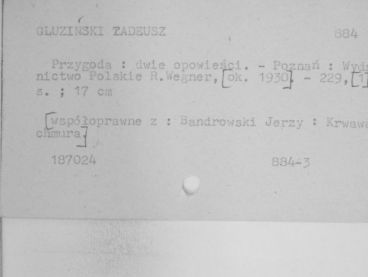 GLUZIŃSKI TADEUSZ 884
Przygoda : dwie opowieści. - Poznań : Wyd
nictwo Polskie R.Wegner, [ok. 1930]. - 229, [1]
s. ; 17 cm
[współoprawne z : Bandrowski Jerzy : Krwawa
chmura]
187024 884-3